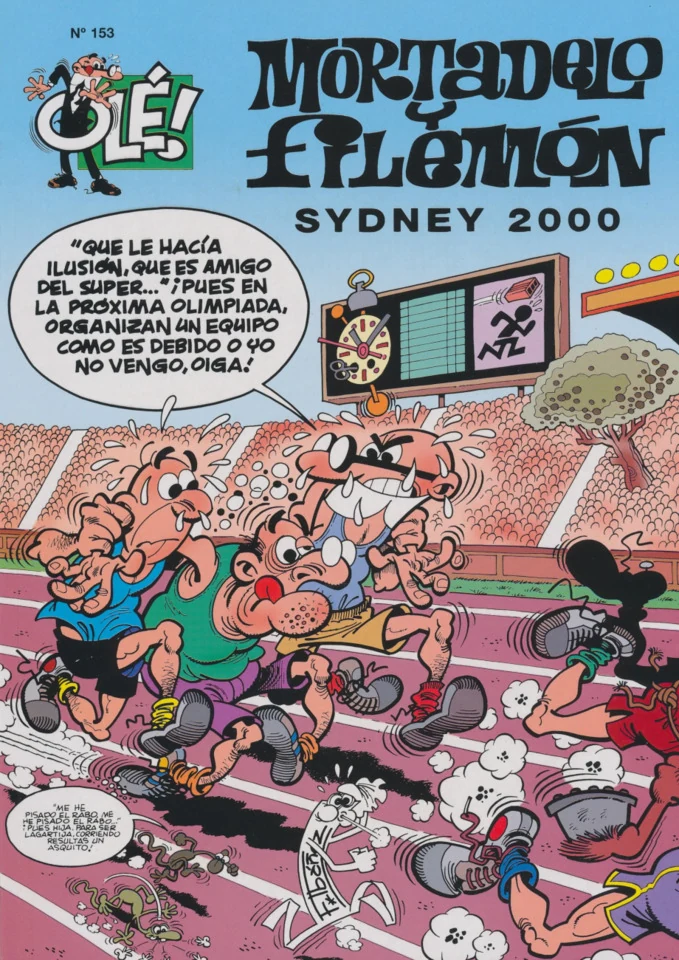 Nº 153
OLÉ!
MORTADELO
Y
FILEMÓN
SYDNEY 2000
"QUE LE HACÍA
ILUSIÓN, QUE ES AMIGO
DEL SUPER..." ¡PUES EN
LA PRÓXIMA OLIMPIADA,
ORGANIZAN UN EQUIPO
COMO ES DEBIDO O YO
NO VENGO, OIGA!
"ME HE
PISADO EL RABO, ME
HE PISADO EL RABO..."
¡PUES HIJA, PARA SER
LAGARTIJA, CORRIENDO
RESULTAS UN
ASQUITO!